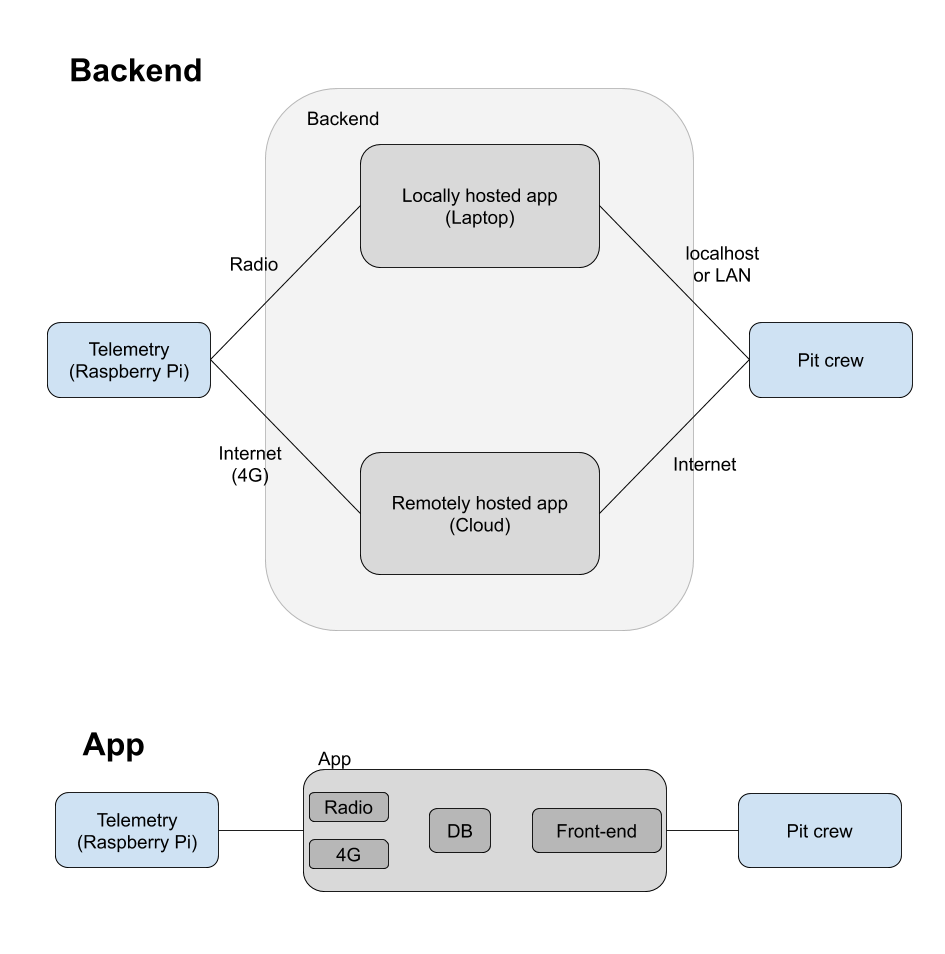 Backend
Backend
Locally hosted app
(Laptop)
Radio
localhost
or LAN
Telemetry
(Raspberry Pi)
Pit crew
Internet
(4G)
Internet
Remotely hosted app
(Cloud)
App
App
Telemetry
(Raspberry Pi)
Radio
4G
DB
Front-end
Pit crew